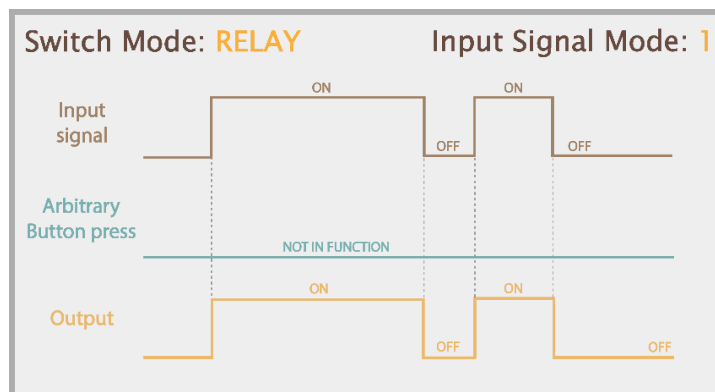 Switch Mode: RELAY
Input Signal Mode: 1
ON
ON
Input
signal
OFF
OFF
Arbitrary
Button press
NOT IN FUNCTION
ON
ON
Output
OFF
OFF